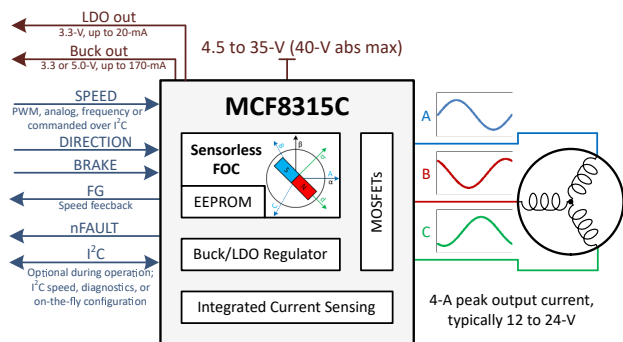 LDO out
3.3-V, up to 20-mA
Buck out
3.3 or 5.0-V, up to 170-mA
4.5 to 35-V (40-V abs max)
SPEED
PWM, analog, frequency or
commanded over I²C
DIRECTION
BRAKE
FG
Speed feecback
nFAULT
I²C
Optional during operation;
I²C speed, diagnostics, or
on-the-fly configuration
MCF8315C
Sensorless
FOC
EEPROM
β
A
α
C
S
N
MOSFETs
Buck/LDO Regulator
Integrated Current Sensing
A
B
C
4-A peak output current,
typically 12 to 24-V